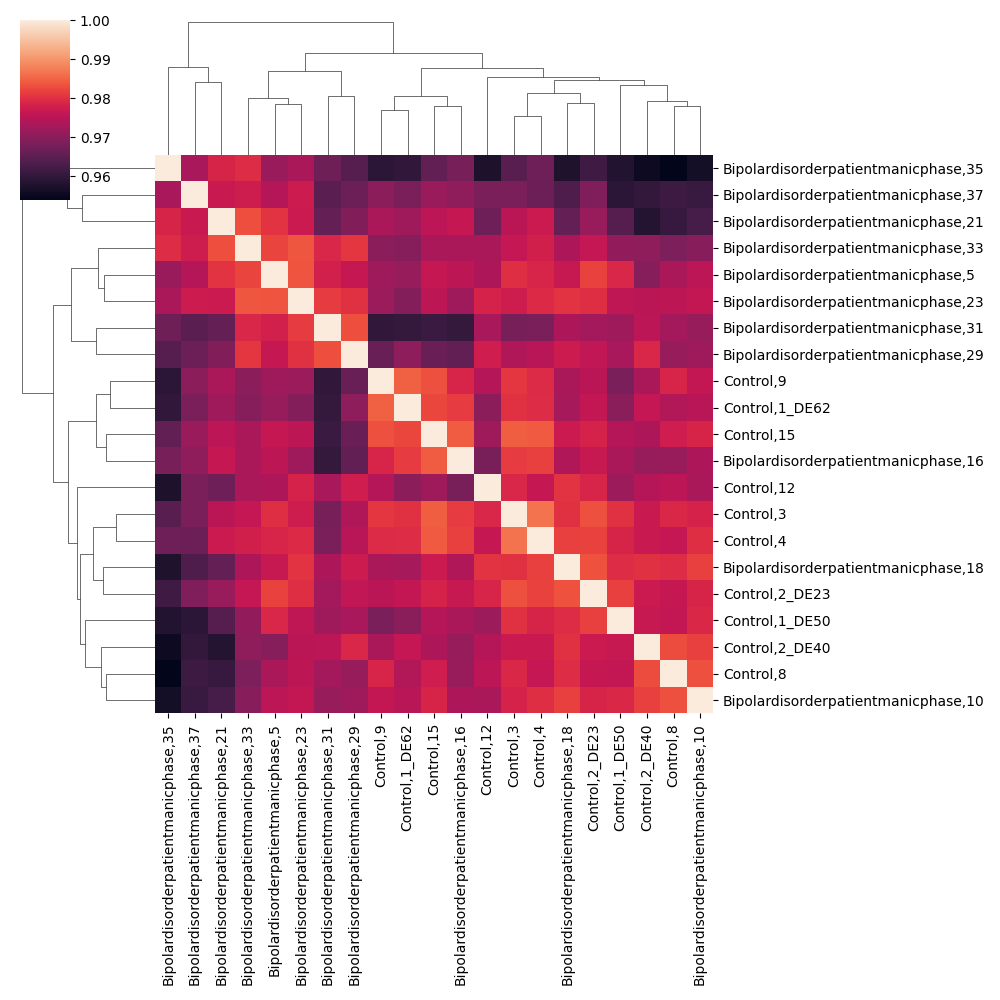 1.00
0.99
0.98
0.97
0.96
Bipolardisorderpatientmanicphase,35
Bipolardisorderpatientmanicphase,37
Bipolardisorderpatientmanicphase,21
Bipolardisorderpatientmanicphase,33
Bipolardisorderpatientmanicphase,5
Bipolardisorderpatientmanicphase,23
Bipolardisorderpatientmanicphase,31
Bipolardisorderpatientmanicphase,29
Control,9
Control,1_DE62
Control,15
Bipolardisorderpatientmanicphase,16
Control,12
Control,3
Control,4
Bipolardisorderpatientmanicphase,18
Control,2_DE23
Control,1_DE50
Control,2_DE40
Control,8
Bipolardisorderpatientmanicphase,10
Bipolardisorderpatientmanicphase,35
Bipolardisorderpatientmanicphase,37
Bipolardisorderpatientmanicphase,21
Bipolardisorderpatientmanicphase,33
Bipolardisorderpatientmanicphase,5
Bipolardisorderpatientmanicphase,23
Bipolardisorderpatientmanicphase,31
Bipolardisorderpatientmanicphase,29
Control,9
Control,1_DE62
Control,15
Bipolardisorderpatientmanicphase,16
Control,12
Control,3
Control,4
Bipolardisorderpatientmanicphase,18
Control,2_DE23
Control,1_DE50
Control,2_DE40
Control,8
Bipolardisorderpatientmanicphase,10